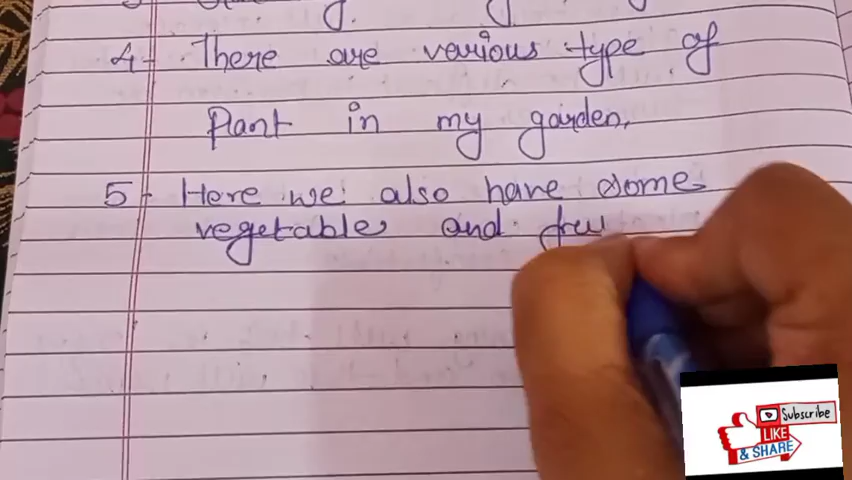 4- There are various type of
Plant in my garden.
5- Here we also have some
vegetable and fru
Subscribe
LIKE
& SHARE